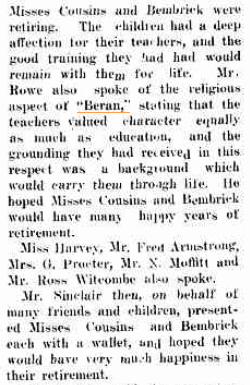 Misses Cousins and Bembrick were
retiring. The children had a deep
affection for their teachers, and the
good training they had had would
remain with them for life. Mr.
Rowe also spoke of the religious
aspect of "Beran," stating that the
teachers valued character equally
as much as education, and the
grounding they had received in this
respect was a background which
would carry them through life. He
hoped Misses Cousins and Bembrick
would have many happy years of
retirement.
Miss Harvey, Mr. Fred Armstrong,
Mrs. G. Procter, Mr. N. Moffitt and
Mr. Ross Witcombe also spoke.
Mr. Sinclair then, on behalf of
many friends and children, present-
ed Misses Cousins and Bembrick
each with a wallet, and hoped they
would have very much happiness in
their retirement.